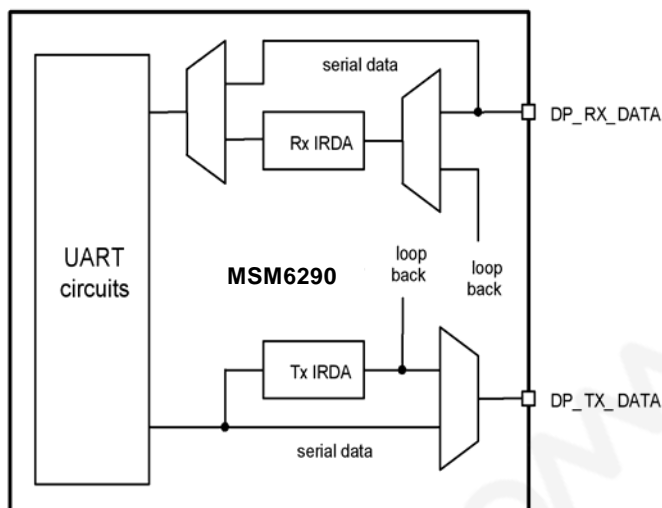 serial data
DP_RX_DATA
Rx IRDA
UART
circuits
MSM6290
loop
back
loop
back
Tx IRDA
DP_TX_DATA
serial data